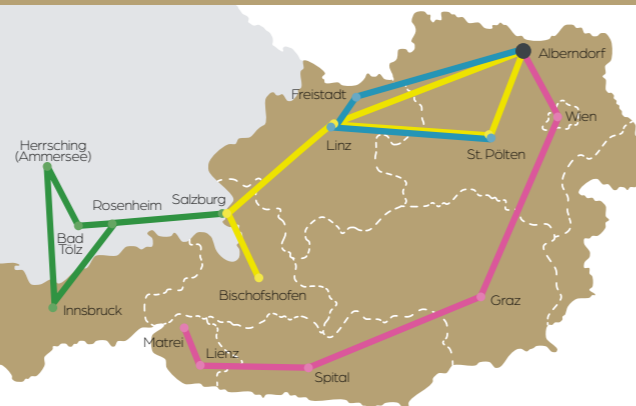 Alberndorf
Freistadt
Wien
Linz
St. Pölten
Herrsching
(Ammersee)
Rosenheim
Salzburg
Bad
Tölz
Bischofshofen
Innsbruck
Graz
Matrei
Lienz
Spital